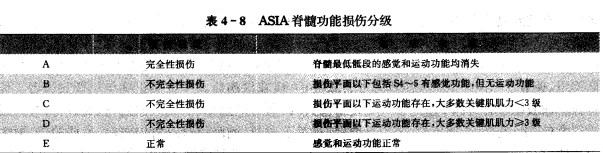 表 4-8 ASIA 脊髓功能损伤分级
A 完全性损伤 脊髓最低骶段的感觉和运动功能均消失
B 不完全性损伤 损伤平面以下包括 S4～5 有感觉功能,但无运动功能
C 不完全性损伤 损伤平面以下运动功能存在,大多数关键肌肌力<3 级
D 不完全性损伤 损伤平面以下运动功能存在,大多数关键肌肌力≥3 级
E 正常 感觉和运动功能正常